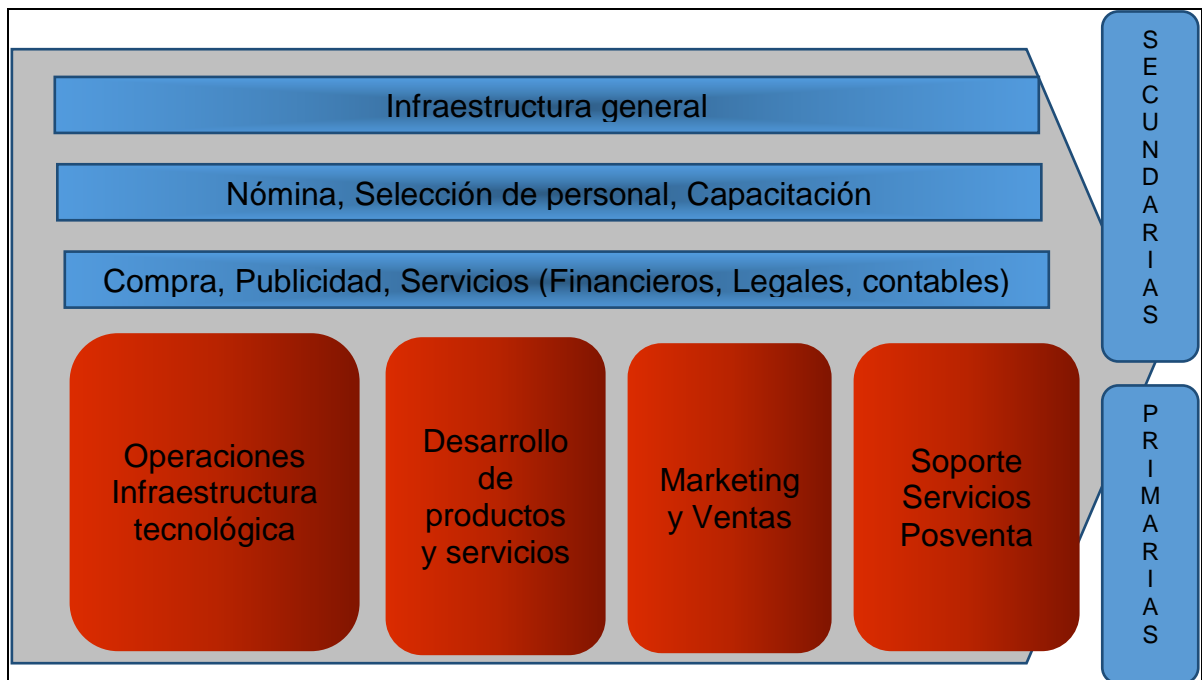 Infraestructura general
Nómina, Selección de personal, Capacitación
Compra, Publicidad, Servicios (Financieros, Legales, contables)
Operaciones
Infraestructura
tecnológica
Desarrollo
de
productos
y servicios
Marketing
y Ventas
Soporte
Servicios
Posventa
S
E
C
U
N
D
A
R
I
A
S
P
R
I
M
A
R
I
A
S